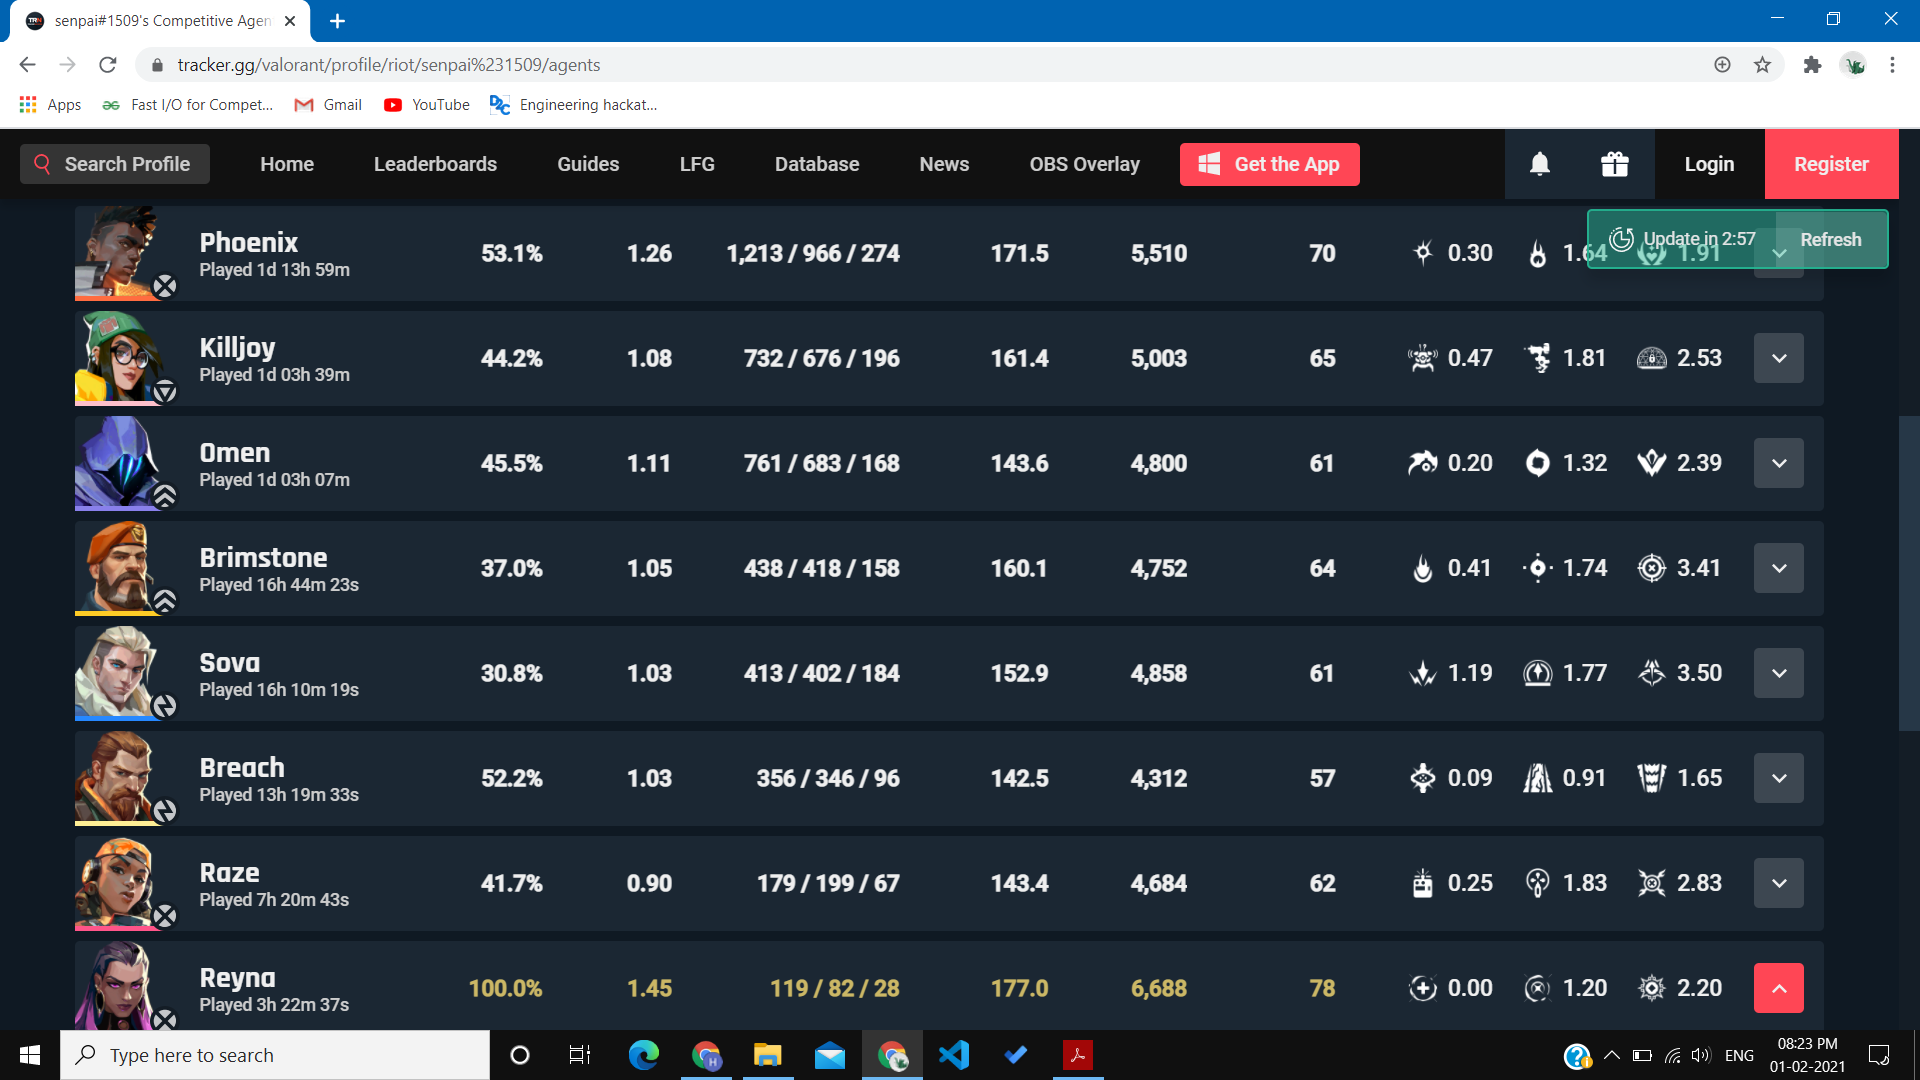 senpai#1509's Competitive Agen
tracker.gg/valorant/profile/riot/senpai%231509/agents
Apps Fast I/O for Compet... Gmail YouTube Engineering hackat...
Search Profile Home Leaderboards Guides LFG Database News OBS Overlay Get the App Login Register
Update in 2:57 Refresh
Phoenix 53.1% 1.26 1,213 / 966 / 274 171.5 5,510 70 0.30 1.64 1.91
Played 1d 13h 59m
Killjoy 44.2% 1.08 732 / 676 / 196 161.4 5,003 65 0.47 1.81 2.53
Played 1d 03h 39m
Omen 45.5% 1.11 761 / 683 / 168 143.6 4,800 61 0.20 1.32 2.39
Played 1d 03h 07m
Brimstone 37.0% 1.05 438 / 418 / 158 160.1 4,752 64 0.41 1.74 3.41
Played 16h 44m 23s
Sova 30.8% 1.03 413 / 402 / 184 152.9 4,858 61 1.19 1.77 3.50
Played 16h 10m 19s
Breach 52.2% 1.03 356 / 346 / 96 142.5 4,312 57 0.09 0.91 1.65
Played 13h 19m 33s
Raze 41.7% 0.90 179 / 199 / 67 143.4 4,684 62 0.25 1.83 2.83
Played 7h 20m 43s
Reyna 100.0% 1.45 119 / 82 / 28 177.0 6,688 78 0.00 1.20 2.20
Played 3h 22m 37s
Type here to search ENG 08:23 PM
01-02-2021